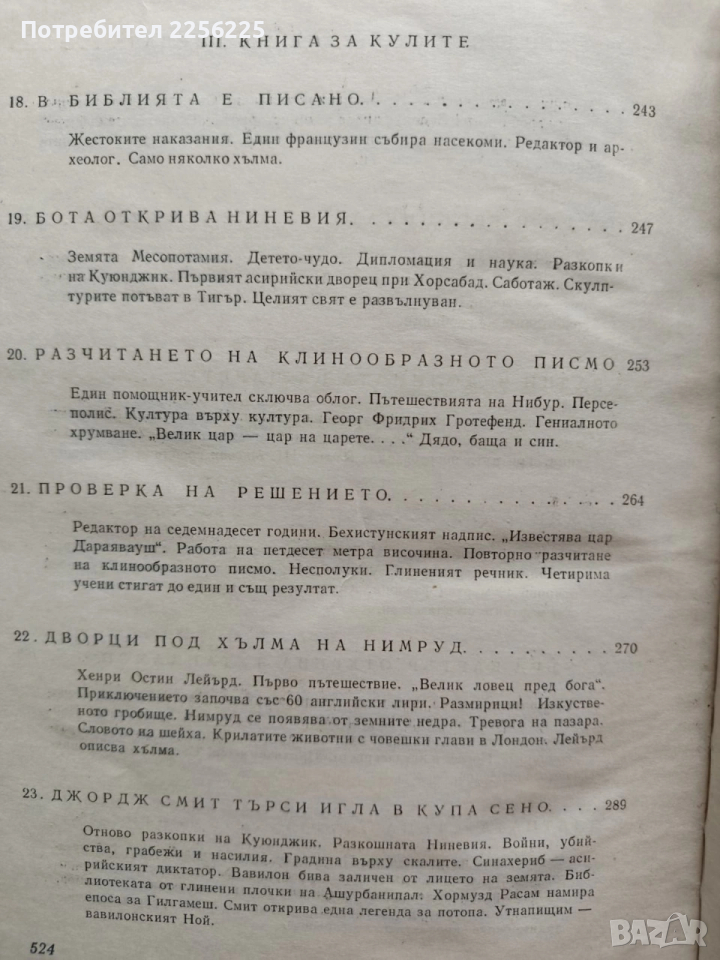 Потребител 2256225
III. КНИГА ЗА КУЛИТЕ
18. В БИБЛИЯТА Е ПИСАНО. . . . . . . . . . . . . . . . 243
Жестоките наказания. Един французин събира насекоми. Редактор и ар-
хеолог. Само няколко хълма.
19. БОТА ОТКРИВА НИНЕВИЯ. . . . . . . . . . . . . . . . 247
Земята Месопотамия. Детето-чудо. Дипломация и наука. Разкопки
на Куюнджик. Първият асирийски дворец при Хорсабад. Саботаж. Скулп-
турите потъват в Тигър. Целият свят е развълнуван.
20. РАЗЧИТАНЕТО НА КЛИНООБРАЗНОТО ПИСМО 253
Един помощник-учител сключва облог. Пътешествията на Нибур. Персе-
полис. Култура върху култура. Георг Фридрих Гротефенд. Гениалното
хрумване. „Велик цар — цар на царете. . . .“ Дядо, баща и син.
21. ПРОВЕРКА НА РЕШЕНИЕТО. . . . . . . . . . . . . . 264
Редактор на седемнадесет години. Бехистунският надпис. „Известява цар
Дараявауш“. Работа на петдесет метра височина. Повторно разчитане
на клинообразното писмо. Несполуки. Глиненият речник. Четирима
учени стигат до един и същ резултат.
22. ДВОРЦИ ПОД ХЪЛМА НА НИМРУД. . . . . . . . . . 270
Хенри Остин Лейърд. Първо пътешествие. „Велик ловец пред бога“.
Приключението започва със 60 английски лири. Размирици! Изкустве-
ното гробище. Нимруд се появява от земните недра. Тревога на пазара.
Словото на шейха. Крилатите животни с човешки глави в Лондон. Лейърд
описва хълма.
23. ДЖОРДЖ СМИТ ТЪРСИ ИГЛА В КУПА СЕНО. . . . 289
Отново разкопки на Куюнджик. Разкошната Ниневия. Войни, убий-
ства, грабежи и насилия. Градина върху скалите. Синахериб — аси-
рийският диктатор. Вавилон бива заличен от лицето на земята. Биб-
лиотеката от глинени плочки на Ашурбанипал: Хормузд Расам намира
епоса за Гилгамеш. Смит открива една легенда за потопа. Утнапищим —
вавилонският Ной.
524
BAZAR